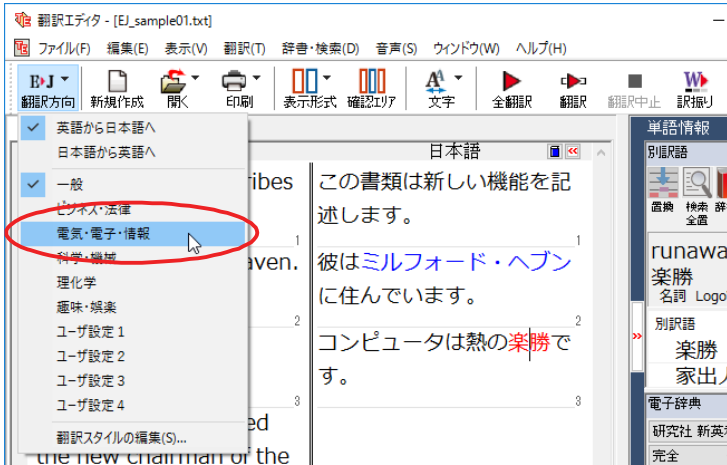 翻訳エディタ - [EJ_sample01.txt]
ファイル(F) 編集(E) 表示(V) 翻訳(T) 辞書・検索(D) 音声(S) ウィンドウ(W) ヘルプ(H)
E›J
翻訳方向 新規作成 開く 印刷 表示形式 確認エリア 文字 全翻訳 翻訳 翻訳中止 訳振り
英語から日本語へ
日本語から英語へ
一般
ビジネス・法律
電気・電子・情報
科学・機械
理化学
趣味・娯楽
ユーザ設定 1
ユーザ設定 2
ユーザ設定 3
ユーザ設定 4
翻訳スタイルの編集(S)...
ribes
1
aven.
2
3
ed
the new chairman of the
日本語
この書類は新しい機能を記
述します。
1
彼はミルフォード・ヘブン
に住んでいます。
2
コンピュータは熱の楽勝で
す。
3
単語情報
別訳語
置換 検索 辞
全置
runawa
楽勝
名詞 Logo
別訳語
楽勝
家出人
電子辞典
研究社 新英
完全